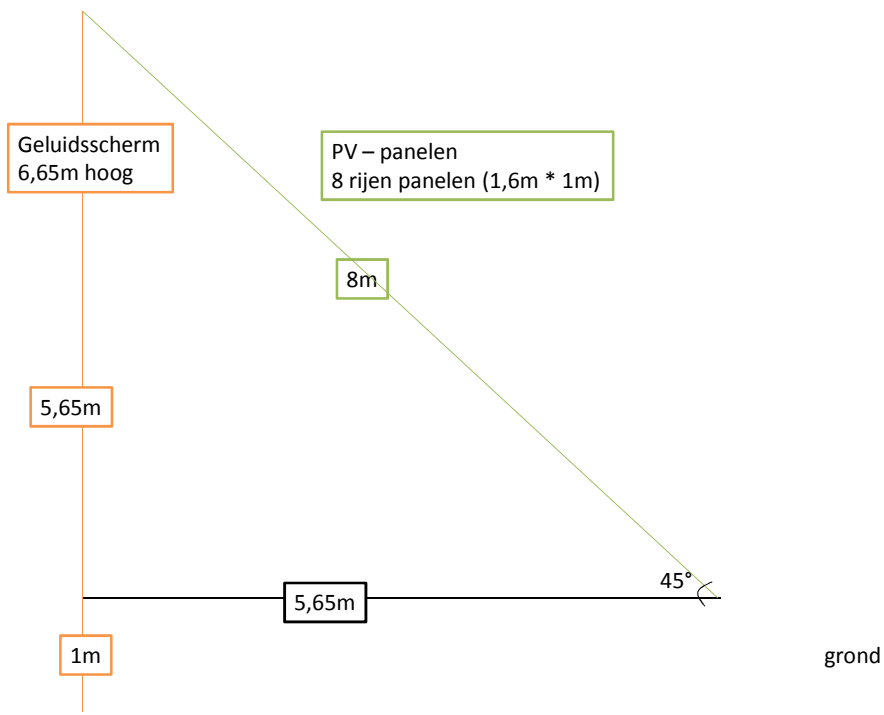 Geluidsscherm
6,65m hoog
PV – panelen
8 rijen panelen (1,6m * 1m)
8m
5,65m
45°
5,65m
1m
grond